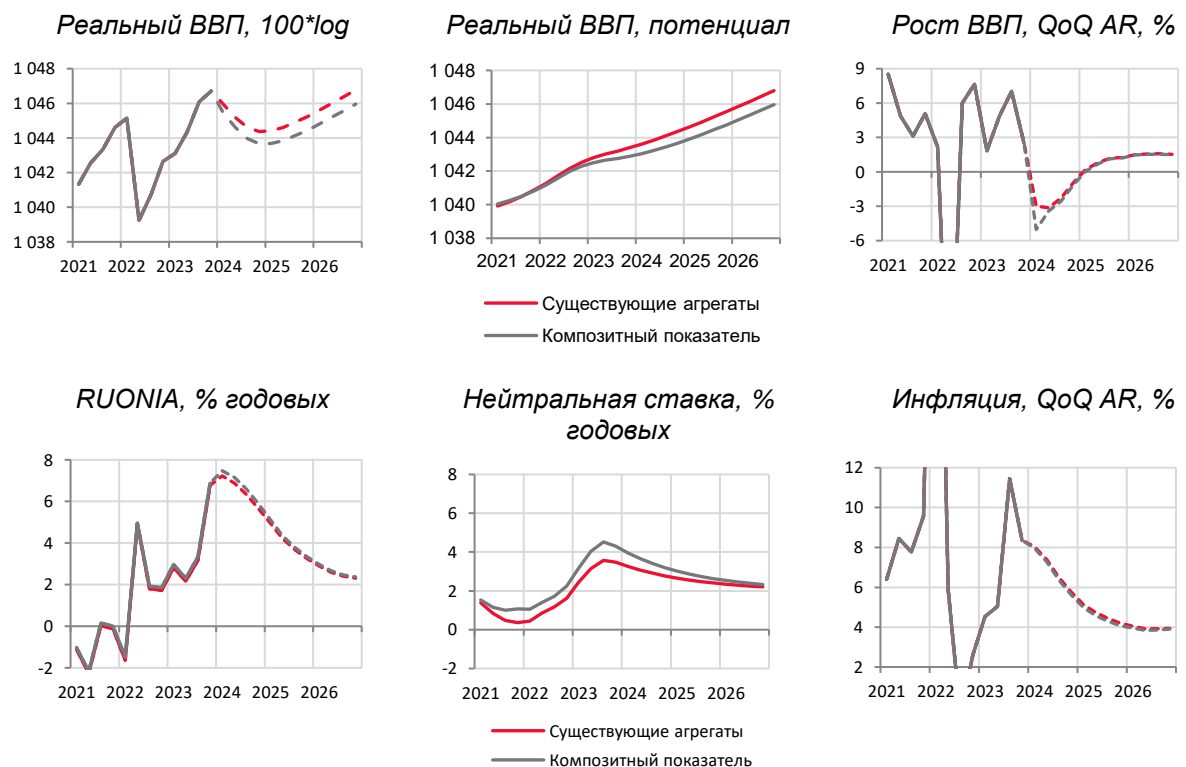 Реальный ВВП, 100*log
1 048
1 046
1 044
1 042
1 040
1 038
2021 2022 2023 2024 2025 2026
Реальный ВВП, потенциал
1 048
1 046
1 044
1 042
1 040
1 038
2021 2022 2023 2024 2025 2026
Существующие агрегаты
Композитный показатель
Рост ВВП, QoQ AR, %
9
6
3
0
-3
-6
2021 2022 2023 2024 2025 2026
RUONIA, % годовых
8
6
4
2
0
-2
2021 2022 2023 2024 2025 2026
Нейтральная ставка, %
годовых
8
6
4
2
0
-2
2021 2022 2023 2024 2025 2026
Существующие агрегаты
Композитный показатель
Инфляция, QoQ AR, %
12
10
8
6
4
2
2021 2022 2023 2024 2025 2026